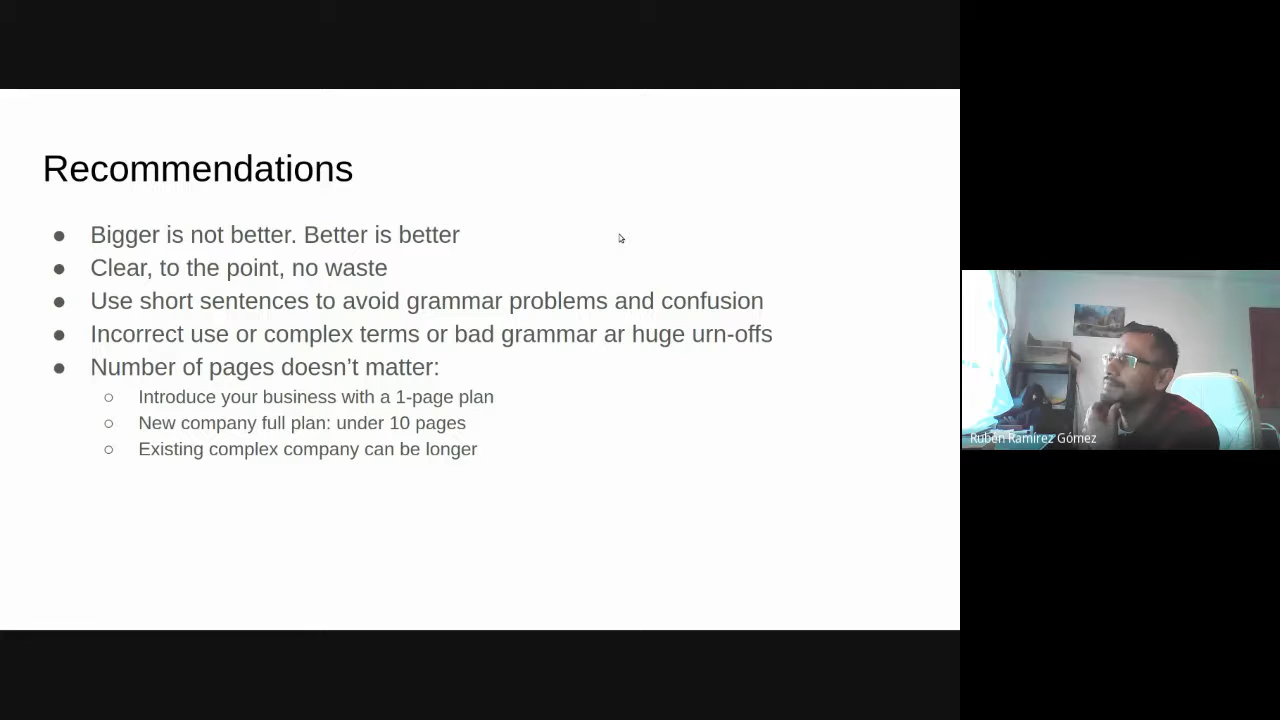 Recommendations
● Bigger is not better. Better is better
● Clear, to the point, no waste
● Use short sentences to avoid grammar problems and confusion
● Incorrect use or complex terms or bad grammar ar huge urn-offs
● Number of pages doesn’t matter:
○ Introduce your business with a 1-page plan
○ New company full plan: under 10 pages
○ Existing complex company can be longer
Rubén Ramírez Gómez